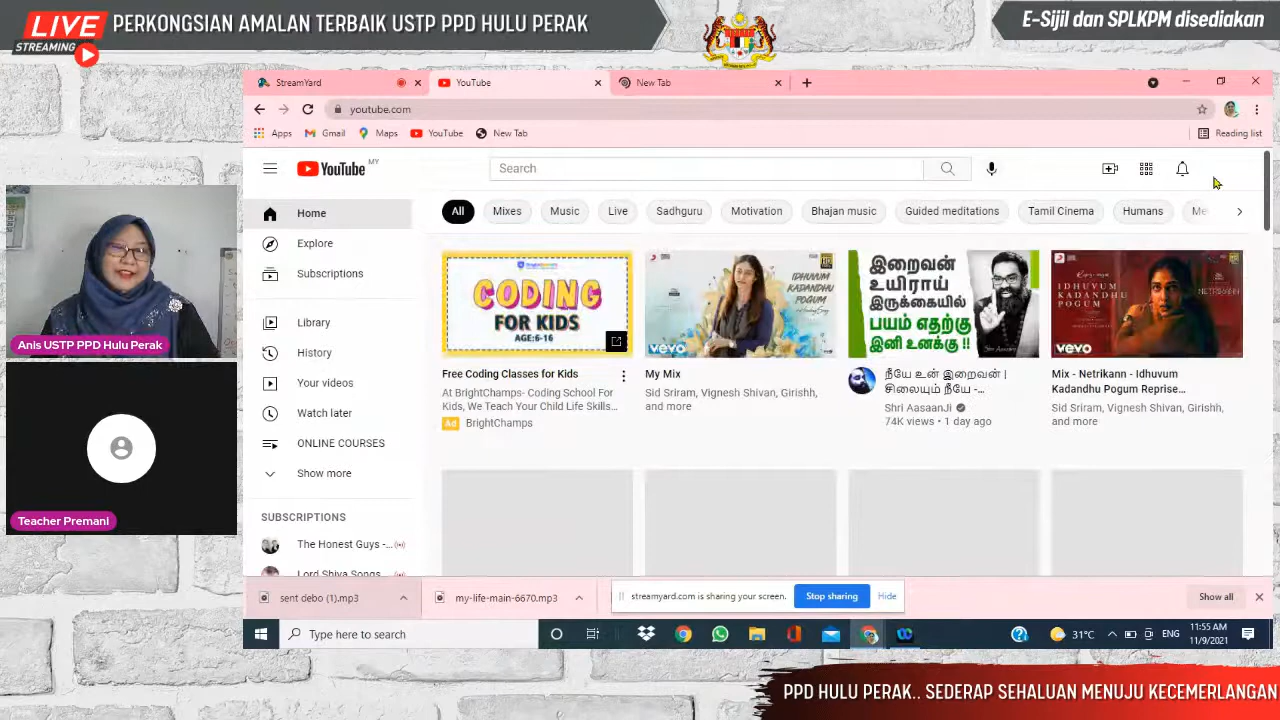 LIVE
STREAMING
PERKONGSIAN AMALAN TERBAIK USTP PPD HULU PERAK
E-Sijil dan SPLKPM disediakan
StreamYard
YouTube
New Tab
youtube.com
Apps
Gmail
Maps
YouTube
New Tab
Reading list
YouTube MY
Search
Home
Explore
Subscriptions
Library
History
Your videos
Watch later
ONLINE COURSES
Show more
SUBSCRIPTIONS
The Honest Guys -...
Lord Shiva Songs
All
Mixes
Music
Live
Sadhguru
Motivation
Bhajan music
Guided meditations
Tamil Cinema
Humans
Me
CODING
FOR KIDS
AGE:6-16
Free Coding Classes for Kids
At BrightChamps- Coding School For
Kids, We Teach Your Child Life Skills...
Ad BrightChamps
IDHUVUM
KADANDHU
POGUM
vevo
My Mix
Sid Sriram, Vignesh Shivan, Girishh,
and more
இறைவன்
உயிராய்
இருக்கையில்
பயம் எதற்கு
இனி உனக்கு !!
நீயே உன் இறைவன் |
சிலையும் நீயே -...
Shri AasaanJi
74K views • 1 day ago
IDHUVUM
KADANDHU
POGUM
NETRIKANN
vevo
Mix - Netrikann - Idhuvum
Kadandhu Pogum Reprise...
Sid Sriram, Vignesh Shivan, Girishh,
and more
Anis USTP PPD Hulu Perak
Teacher Premani
sent debo (1).mp3
my-life-main-6670.mp3
streamyard.com is sharing your screen.
Stop sharing
Hide
Show all
Type here to search
31°C
ENG
11:55 AM
11/9/2021
PPD HULU PERAK.. SEDERAP SEHALUAN MENUJU KECEMERLANGAN